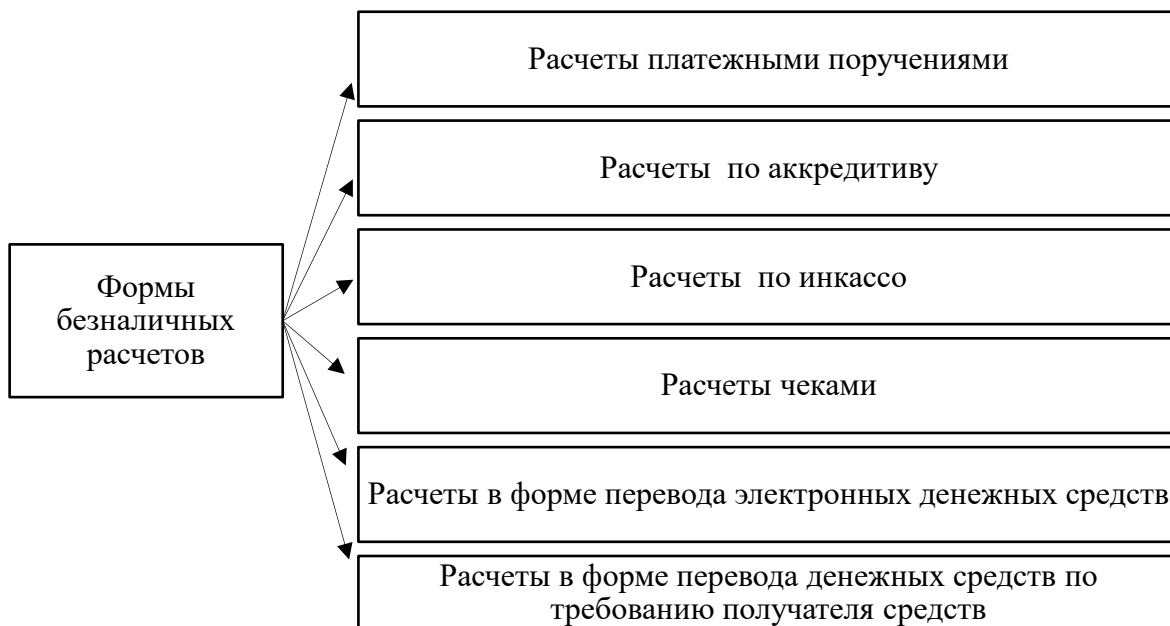 Расчеты платежными поручениями
Расчеты по аккредитиву
Расчеты по инкассо
Формы
безналичных
расчетов
Расчеты чеками
Расчеты в форме перевода электронных денежных средств
Расчеты в форме перевода денежных средств по
требованию получателя средств